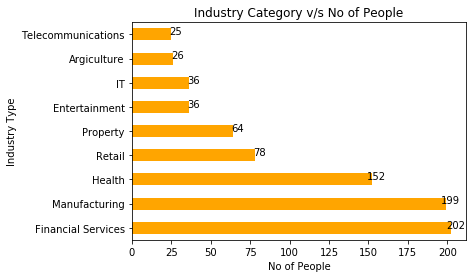 Industry Category v/s No of People
Telecommunications 25
Argiculture 26
IT 36
Entertainment 36
Property 64
Retail 78
Health 152
Manufacturing 199
Financial Services 202
Industry Type
0 25 50 75 100 125 150 175 200
No of People